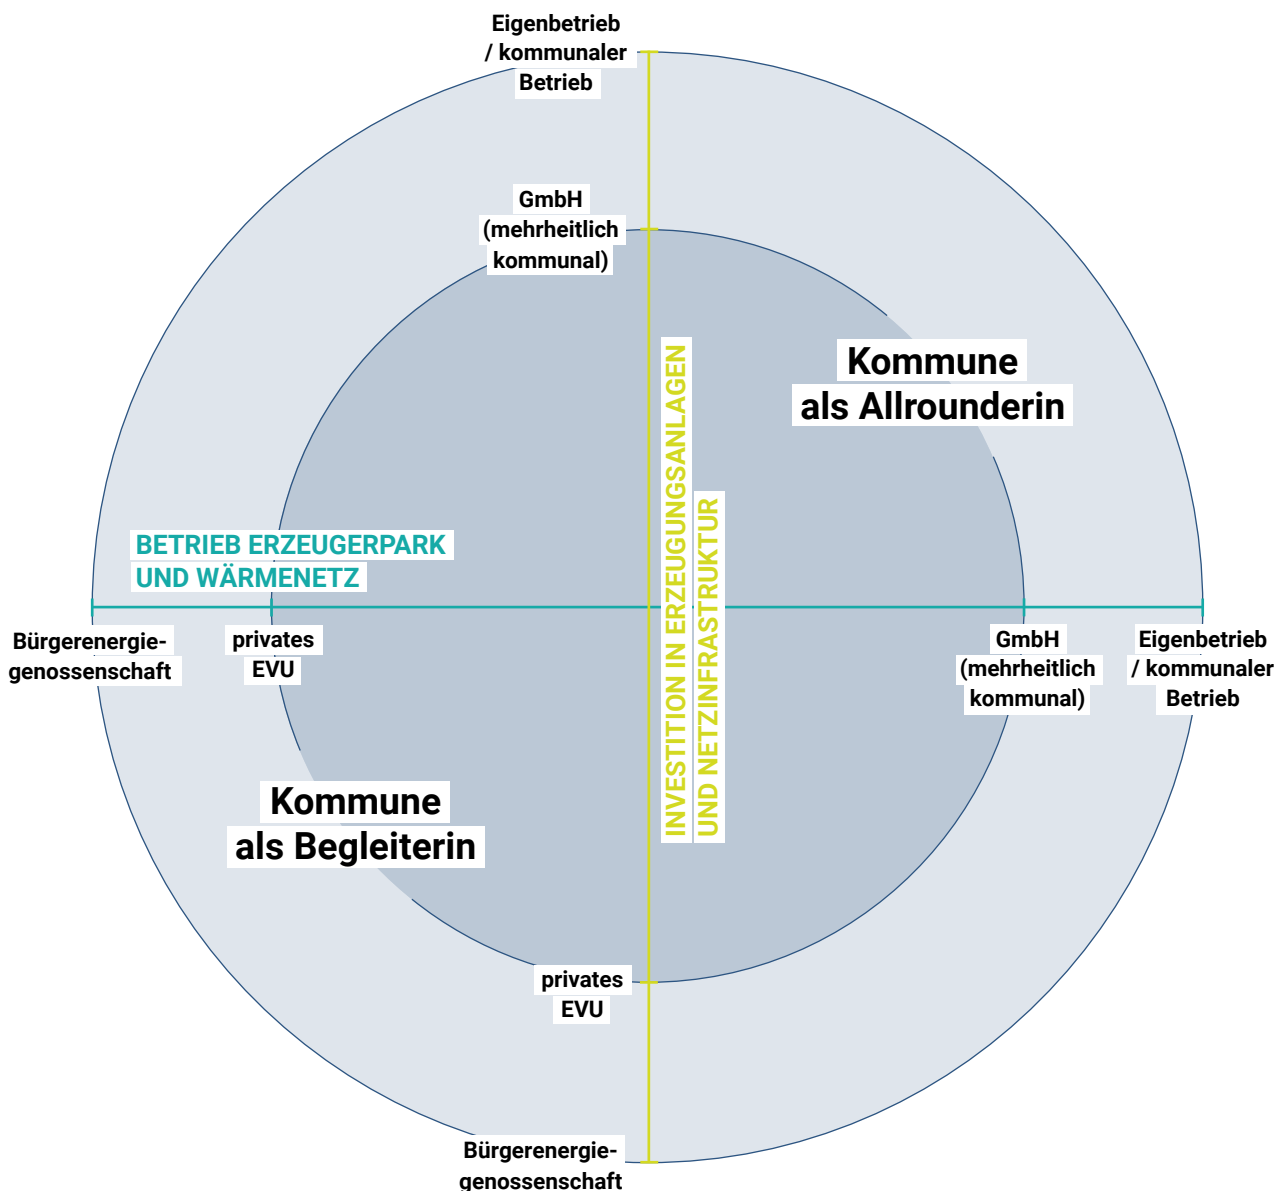 Eigenbetrieb
/ kommunaler
Betrieb
GmbH
(mehrheitlich
kommunal)
Kommune
als Allrounderin
INVESTITION IN ERZEUGUNGSANLAGEN
UND NETZINFRASTRUKTUR
BETRIEB ERZEUGERPARK
UND WÄRMENETZ
Bürgerenergie-
genossenschaft
privates
EVU
GmbH
(mehrheitlich
kommunal)
Eigenbetrieb
/ kommunaler
Betrieb
Kommune
als Begleiterin
privates
EVU
Bürgerenergie-
genossenschaft